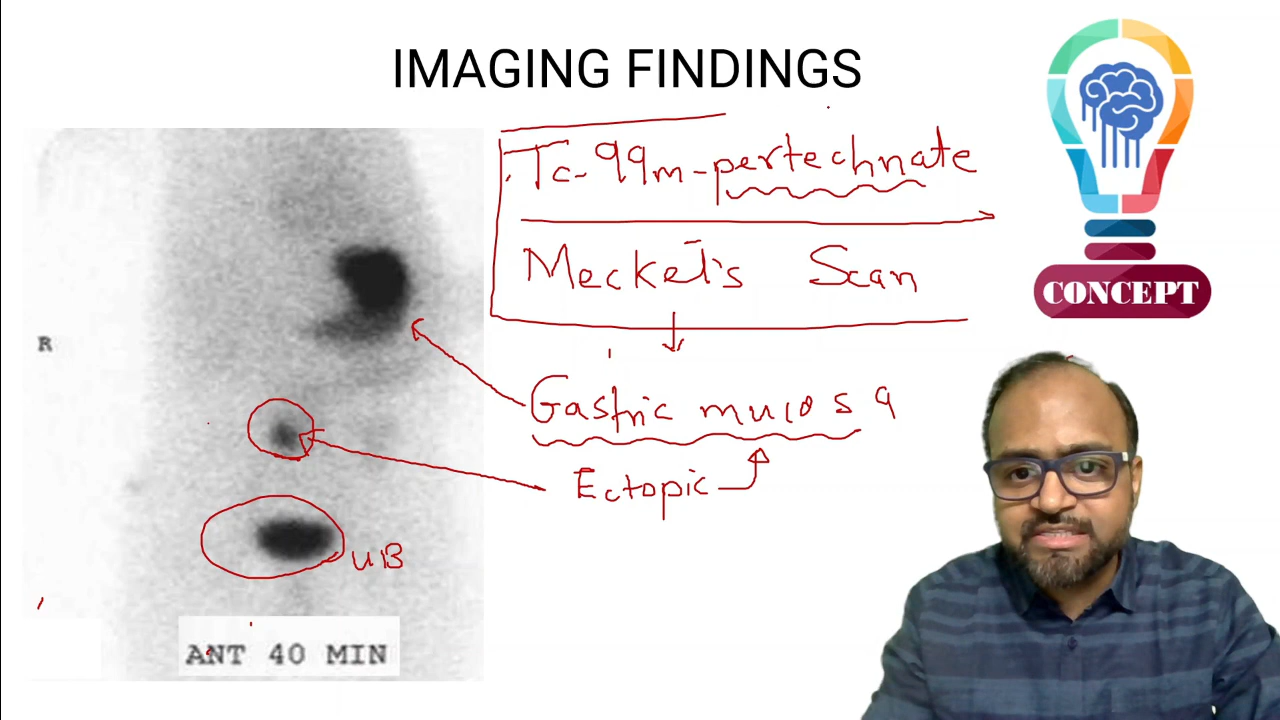 IMAGING FINDINGS
Tc-99m-pertechnate
Meckel's Scan
CONCEPT
R
Gastric mucosa
Ectopic
UB
ANT 40 MIN